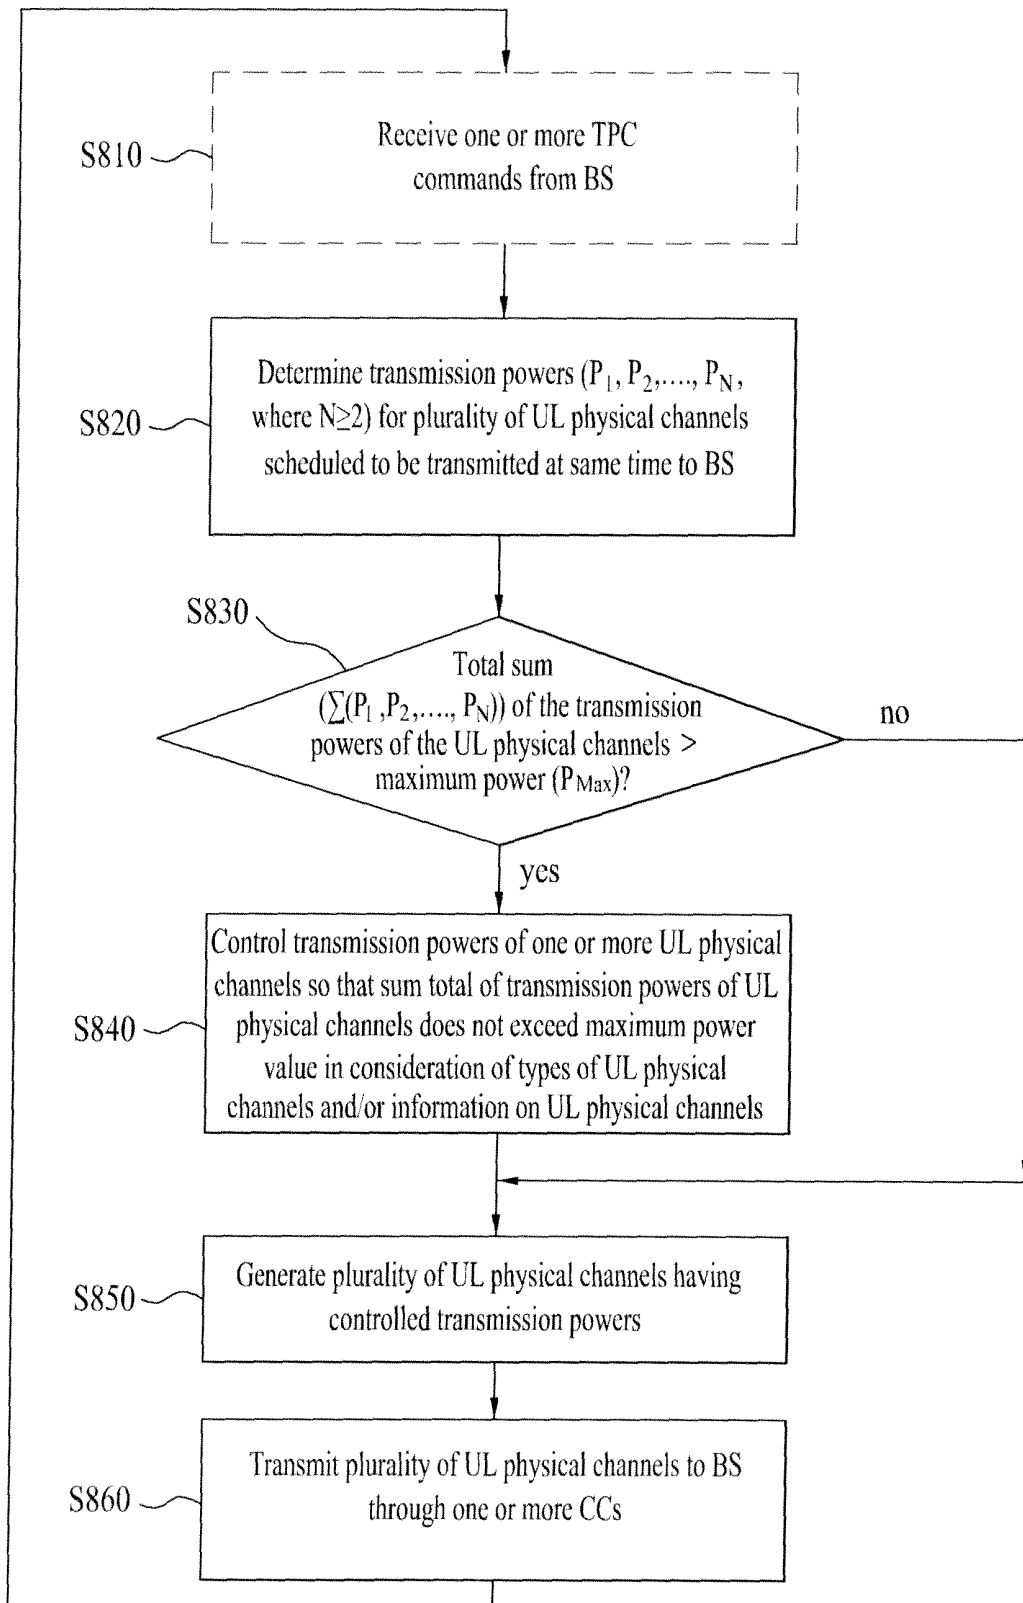 S810
Receive one or more TPC
commands from BS
S820
Determine transmission powers (P1, P2,...., PN,
where N≥2) for plurality of UL physical channels
scheduled to be transmitted at same time to BS
S830
Total sum
(∑(P1 ,P2,...., PN)) of the transmission
powers of the UL physical channels >
maximum power (PMax)?
no
yes
S840
Control transmission powers of one or more UL physical
channels so that sum total of transmission powers of UL
physical channels does not exceed maximum power
value in consideration of types of UL physical
channels and/or information on UL physical channels
S850
Generate plurality of UL physical channels having
controlled transmission powers
S860
Transmit plurality of UL physical channels to BS
through one or more CCs